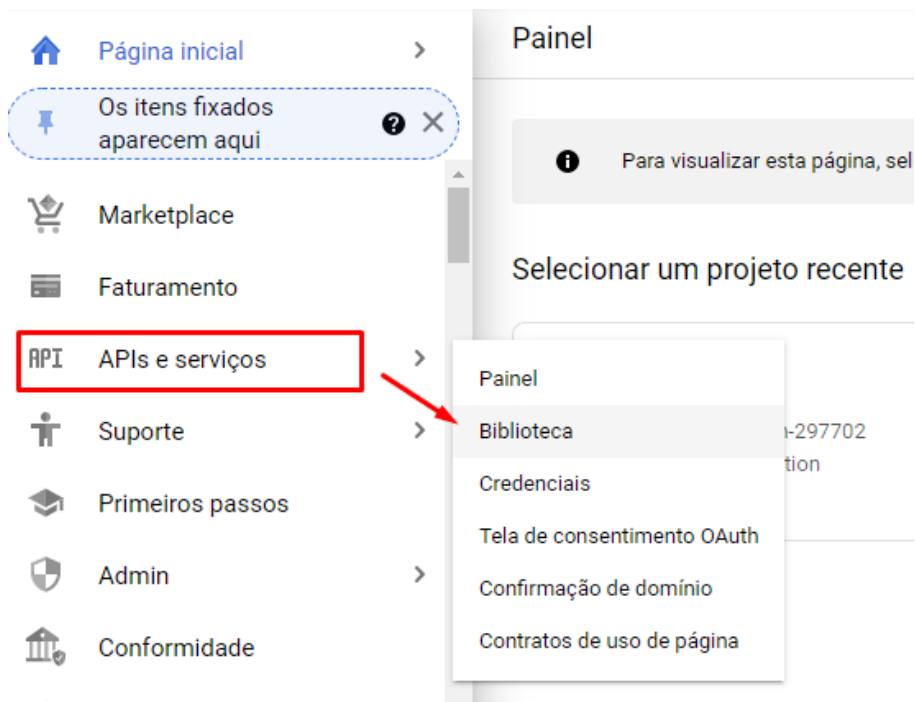 Página inicial
Os itens fixados
aparecem aqui
Marketplace
Faturamento
API APIs e serviços
Suporte
Primeiros passos
Admin
Conformidade
Painel
Para visualizar esta página, sel
Selecionar um projeto recente
Painel
Biblioteca
Credenciais
Tela de consentimento OAuth
Confirmação de domínio
Contratos de uso de página
-297702
tion